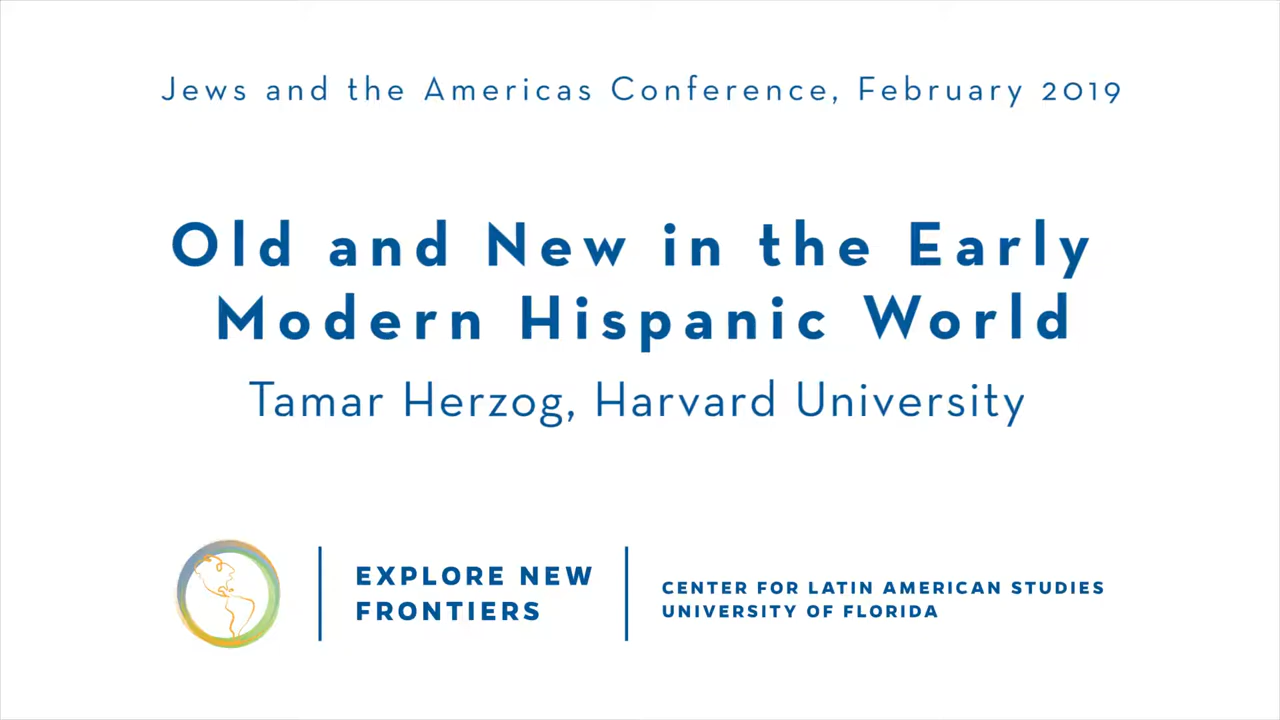 Jews and the Americas Conference, February 2019
Old and New in the Early
Modern Hispanic World
Tamar Herzog, Harvard University
EXPLORE NEW
FRONTIERS
CENTER FOR LATIN AMERICAN STUDIES
UNIVERSITY OF FLORIDA